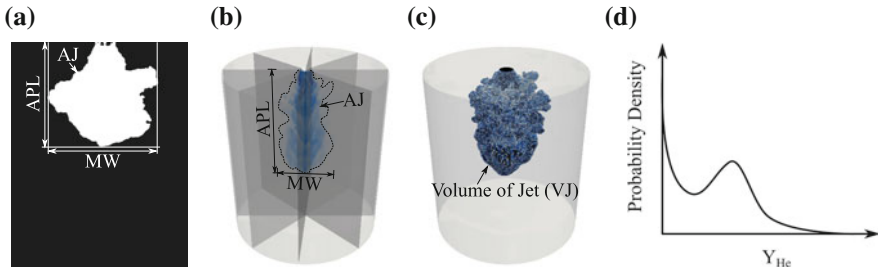 (a)
AJ
APL
MW
(b)
AJ
APL
MW
(c)
Volume of Jet (VJ)
(d)
Probability Density
Y_He